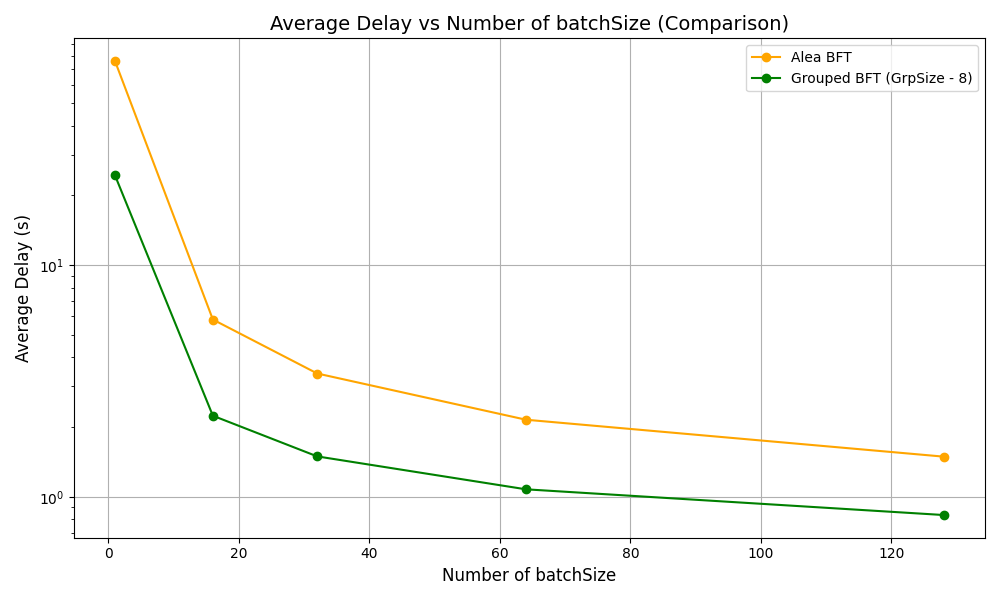 Average Delay vs Number of batchSize (Comparison)
Alea BFT
Grouped BFT (GrpSize - 8)
Average Delay (s)
10¹
10⁰
0 20 40 60 80 100 120
Number of batchSize